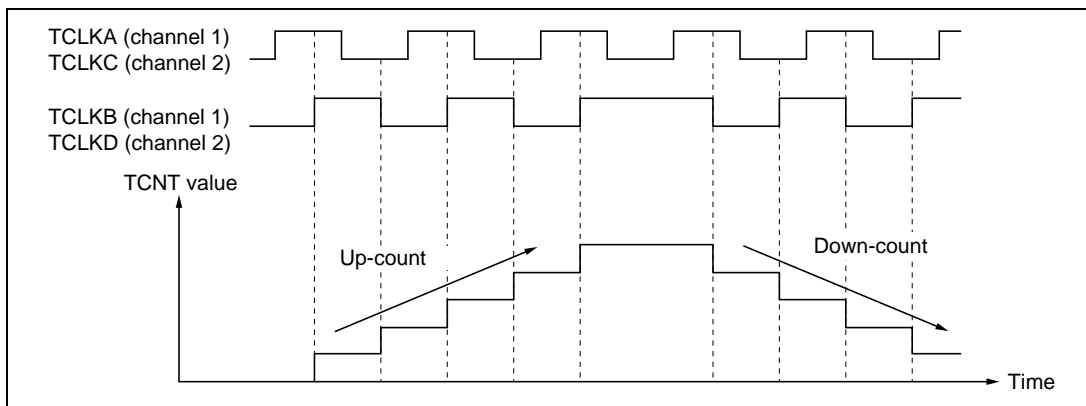 TCLKA (channel 1)
TCLKC (channel 2)
TCLKB (channel 1)
TCLKD (channel 2)
TCNT value
Up-count
Down-count
Time